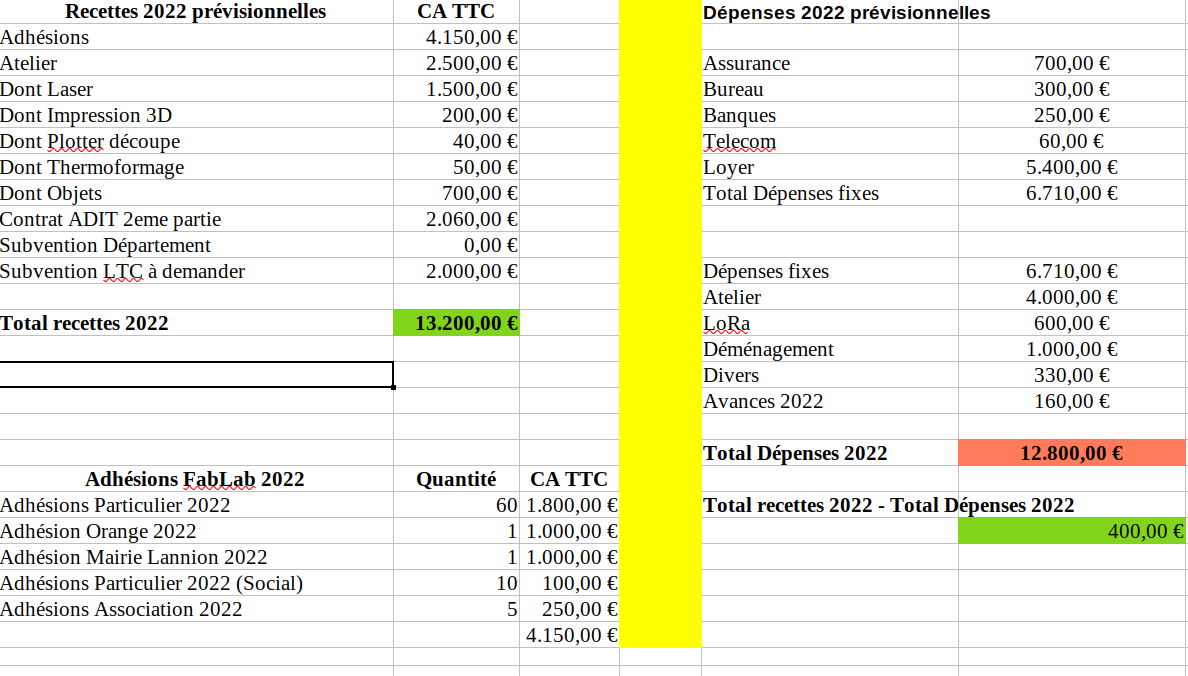 Recettes 2022 prévisionnelles CA TTC
Adhésions 4.150,00 €
Atelier 2.500,00 €
Dont Laser 1.500,00 €
Dont Impression 3D 200,00 €
Dont Plotter découpe 40,00 €
Dont Thermoformage 50,00 €
Dont Objets 700,00 €
Contrat ADIT 2eme partie 2.060,00 €
Subvention Département 0,00 €
Subvention LTC à demander 2.000,00 €
Total recettes 2022 13.200,00 €
Adhésions FabLab 2022 Quantité CA TTC
Adhésions Particulier 2022 60 1.800,00 €
Adhésion Orange 2022 1 1.000,00 €
Adhésion Mairie Lannion 2022 1 1.000,00 €
Adhésions Particulier 2022 (Social) 10 100,00 €
Adhésions Association 2022 5 250,00 €
4.150,00 €
Dépenses 2022 prévisionnelles
Assurance 700,00 €
Bureau 300,00 €
Banques 250,00 €
Telecom 60,00 €
Loyer 5.400,00 €
Total Dépenses fixes 6.710,00 €
Dépenses fixes 6.710,00 €
Atelier 4.000,00 €
LoRa 600,00 €
Déménagement 1.000,00 €
Divers 330,00 €
Avances 2022 160,00 €
Total Dépenses 2022 12.800,00 €
Total recettes 2022 - Total Dépenses 2022
400,00 €